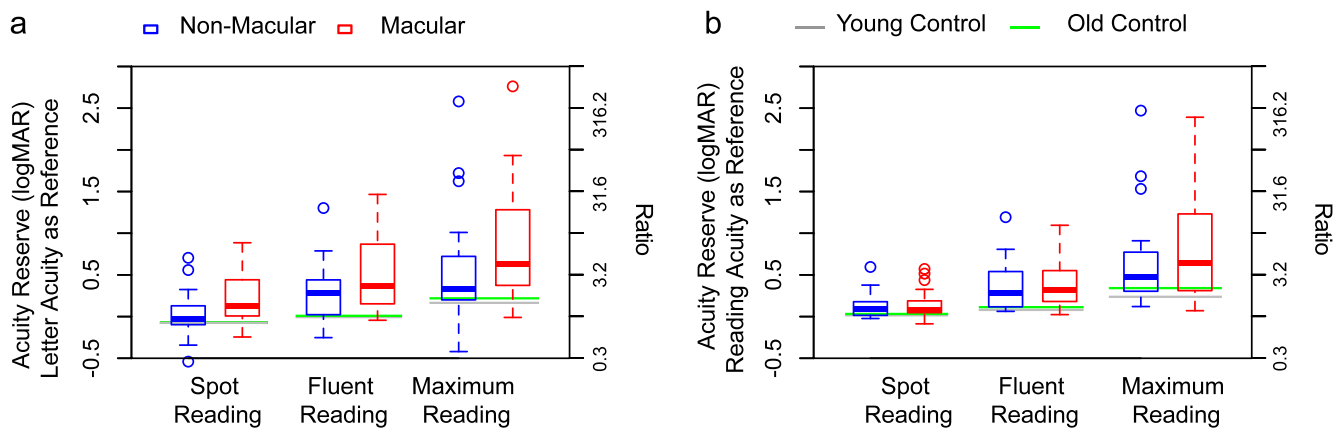 a
Non-Macular
Macular
Acuity Reserve (logMAR)
Letter Acuity as Reference
2.5
1.5
0.5
-0.5
316.2
31.6
3.2
0.3
Ratio
Spot
Reading
Fluent
Reading
Maximum
Reading
b
Young Control
Old Control
Acuity Reserve (logMAR)
Reading Acuity as Reference
2.5
1.5
0.5
-0.5
316.2
31.6
3.2
0.3
Ratio
Spot
Reading
Fluent
Reading
Maximum
Reading